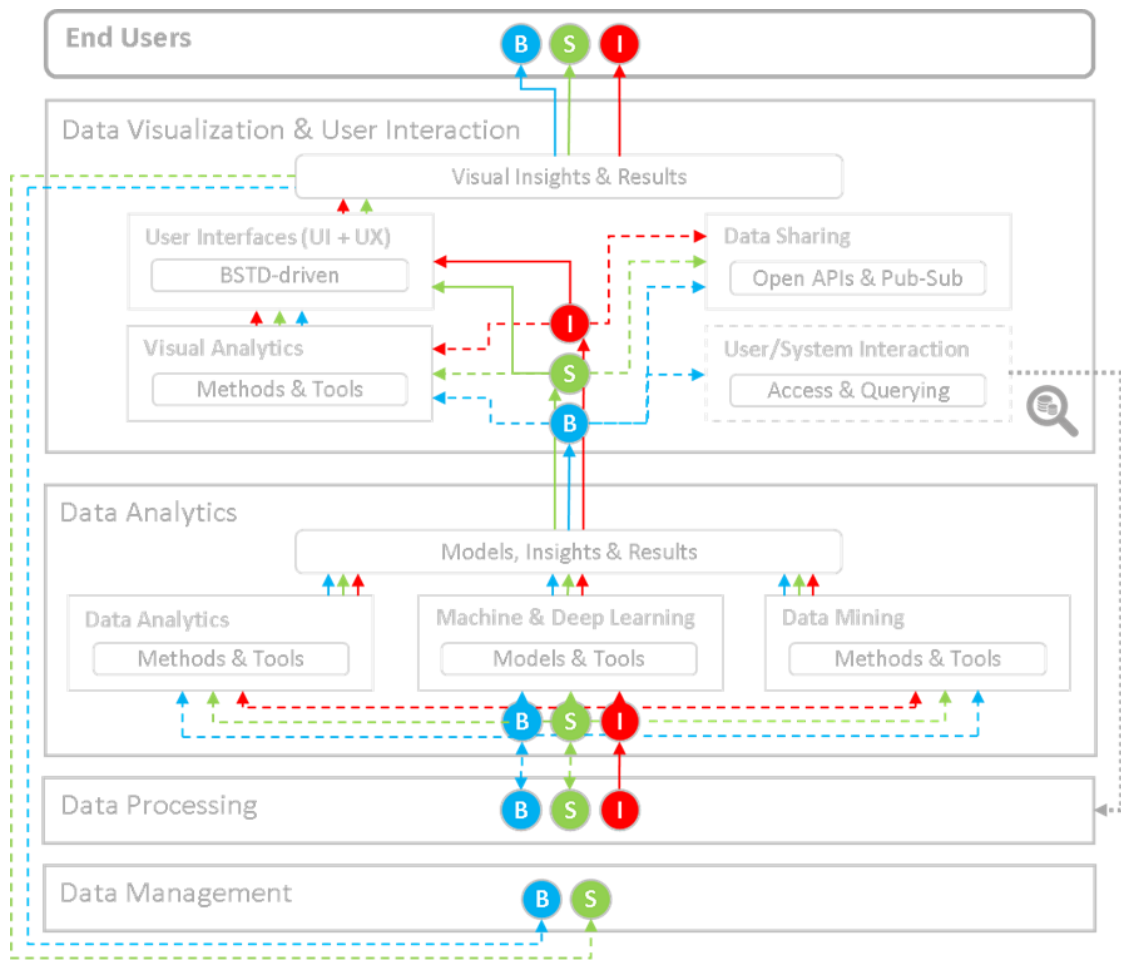 End Users
B S I
Data Visualization & User Interaction
Visual Insights & Results
User Interfaces (UI + UX)
BSTD-driven
Data Sharing
Open APIs & Pub-Sub
I
Visual Analytics
Methods & Tools
S
User/System Interaction
Access & Querying
B
Data Analytics
Models, Insights & Results
Data Analytics
Methods & Tools
Machine & Deep Learning
Models & Tools
Data Mining
Methods & Tools
B S I
Data Processing
B S I
Data Management
B S